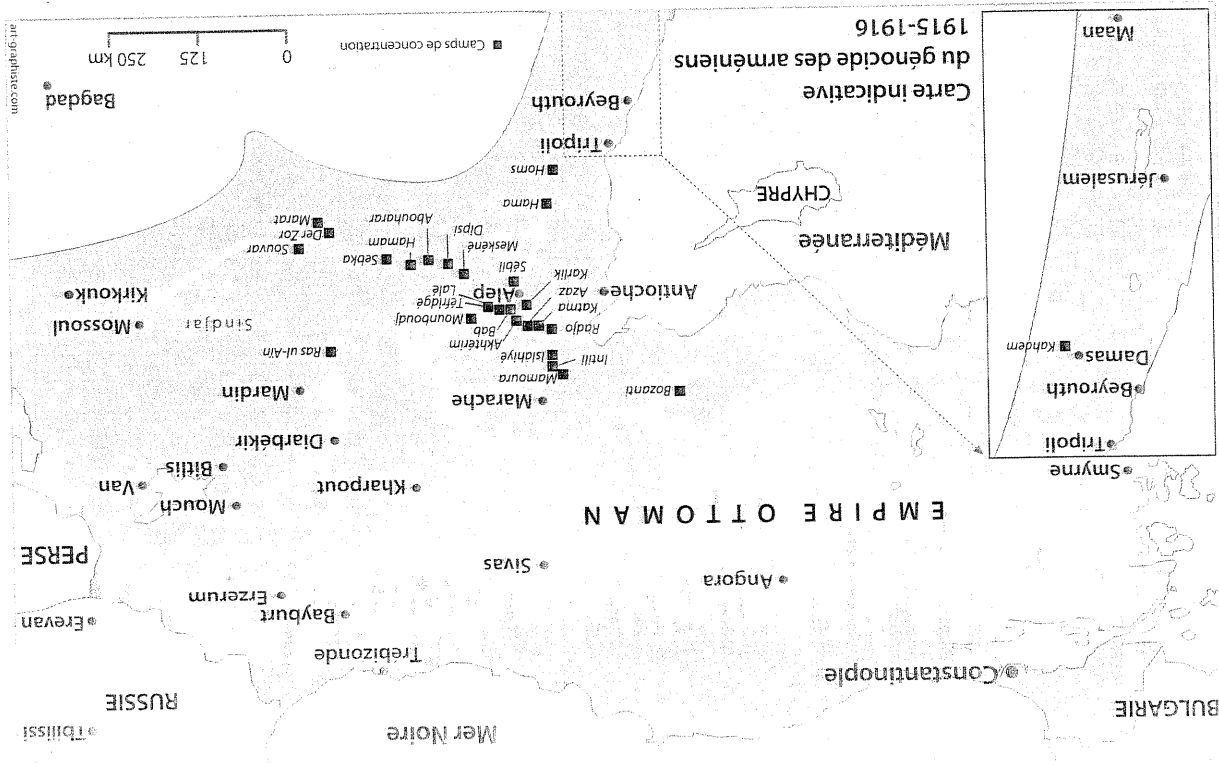 BULGARIE
Constantinople
Mer Noire
RUSSIE
Tbilissi
Trébizonde
Erevan
Bayburt
Erzerum
Angora
Sivas
PERSE
EMPIRE OTTOMAN
Mouch
Van
Kharpout
Bitlis
Smyrne
Diarbékir
Marache
Mardin
Bozanti
Mamoura
Intilli
Islahiyé
Ras ul-Aïn
Radjo
Katma
Azaz
Akhtérim
Bab
Mounboudj
Sindjar
Mossoul
Kirkouk
Antioche
Karlik
Alep
Téfridgé
Lalé
Sébil
Meskéné
Dipsi
Abouharar
Hamam
Sebka
Souvar
Der Zor
Marat
Méditerranée
CHYPRE
Hama
Homs
Tripoli
Beyrouth
Bagdad
Tripoli
Beyrouth
Damas
Kahdem
Jérusalem
Maan
Carte indicative
du génocide des arméniens
1915-1916
Camps de concentration
0 125 250 km
art-graphisse.com